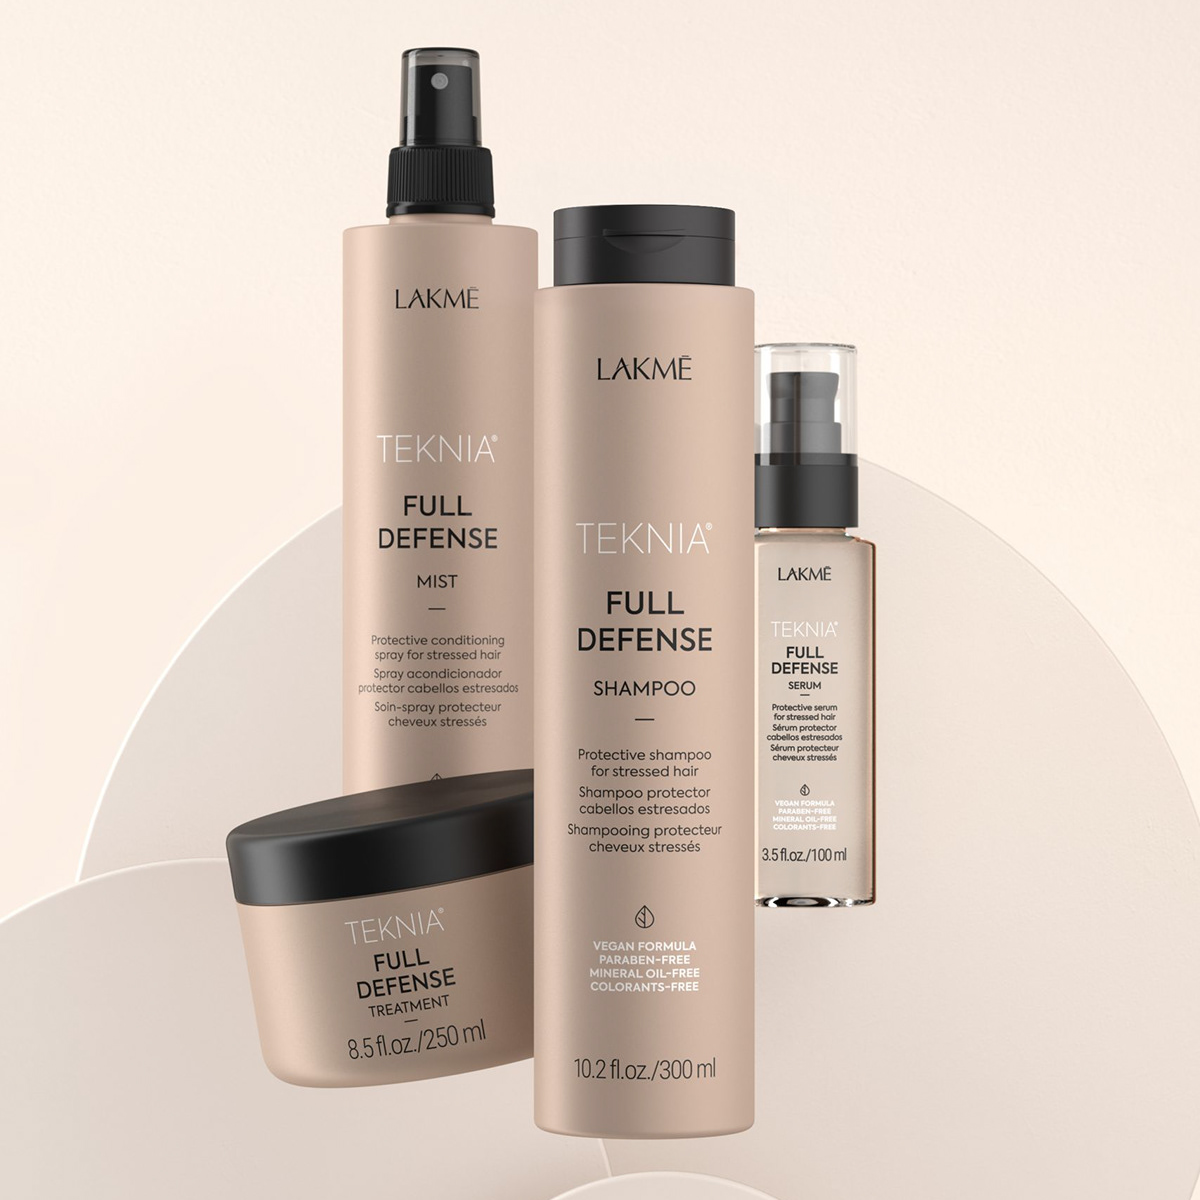 LAKMĒ
TEKNIA®
FULL
DEFENSE
MIST
Protective conditioning
spray for stressed hair
Spray acondicionador
protector cabellos estresados
Soin-spray protecteur
cheveux stressés
TEKNIA®
FULL
DEFENSE
TREATMENT
8.5 fl.oz./250 ml
LAKMĒ
TEKNIA®
FULL
DEFENSE
SHAMPOO
Protective shampoo
for stressed hair
Shampoo protector
cabellos estresados
Shampooing protecteur
cheveux stressés
VEGAN FORMULA
PARABEN-FREE
MINERAL OIL-FREE
COLORANTS-FREE
10.2 fl.oz./300 ml
LAKMĒ
TEKNIA®
FULL
DEFENSE
SERUM
Protective serum
for stressed hair
Sérum protector
cabellos estresados
Sérum protecteur
cheveux stressés
VEGAN FORMULA
PARABEN-FREE
MINERAL OIL-FREE
COLORANTS-FREE
3.5 fl.oz./100 ml